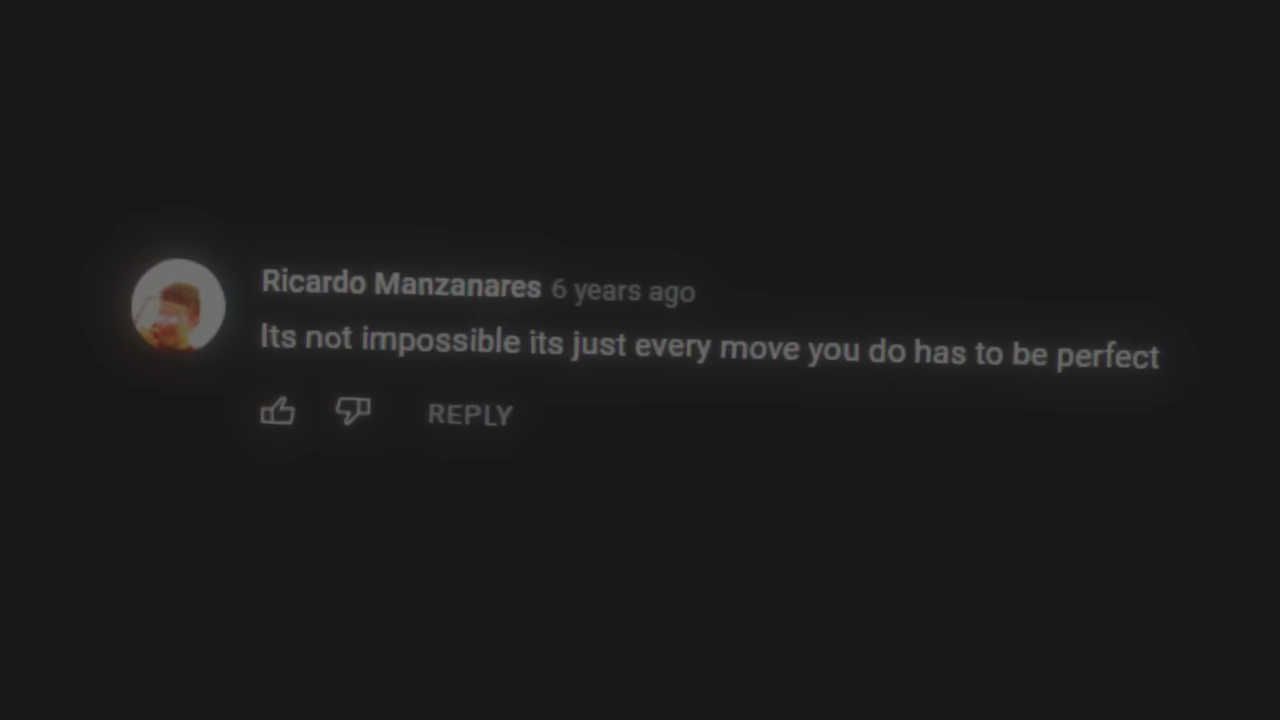 Ricardo Manzanares 6 years ago
Its not impossible its just every move you do has to be perfect
REPLY